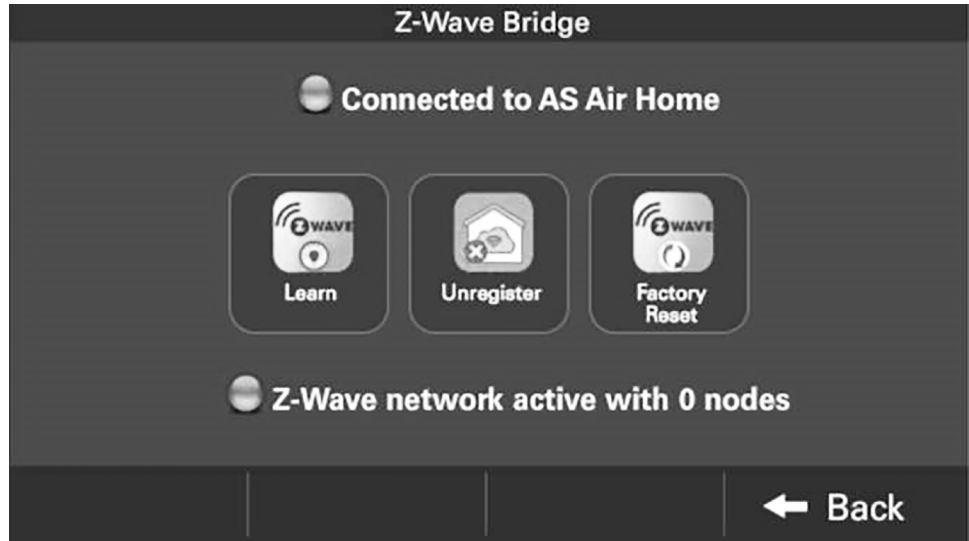 Z-Wave Bridge
Connected to AS Air Home
Z WAVE
Z WAVE
Learn
Unregister
Factory
Reset
Z-Wave network active with 0 nodes
Back